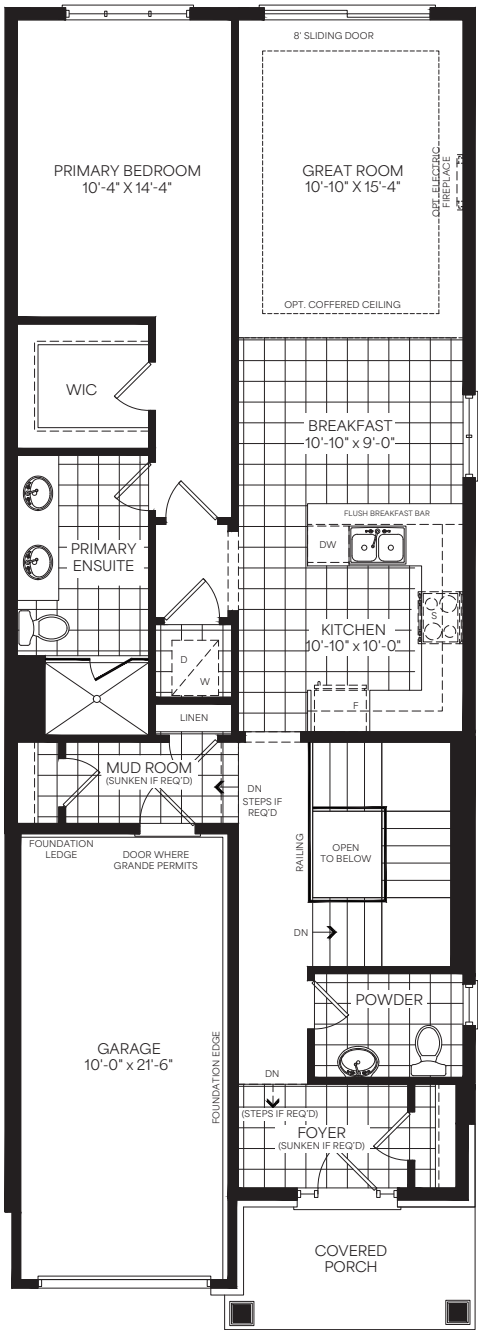 8' SLIDING DOOR
PRIMARY BEDROOM
10'-4" X 14'-4"
GREAT ROOM
10'-10" X 15'-4"
OPT. ELECTRIC
FIREPLACE
OPT. COFFERED CEILING
WIC
BREAKFAST
10'-10" x 9'-0"
FLUSH BREAKFAST BAR
DW
PRIMARY
ENSUITE
S
KITCHEN
10'-10" x 10'-0"
D
W
F
LINEN
MUD ROOM
(SUNKEN IF REQ'D)
DN
STEPS IF
REQ'D
FOUNDATION
LEDGE
DOOR WHERE
GRANDE PERMITS
RAILING
OPEN
TO BELOW
DN
POWDER
GARAGE
10'-0" x 21'-6"
FOUNDATION EDGE
DN
(STEPS IF REQ'D)
FOYER
(SUNKEN IF REQ'D)
COVERED
PORCH